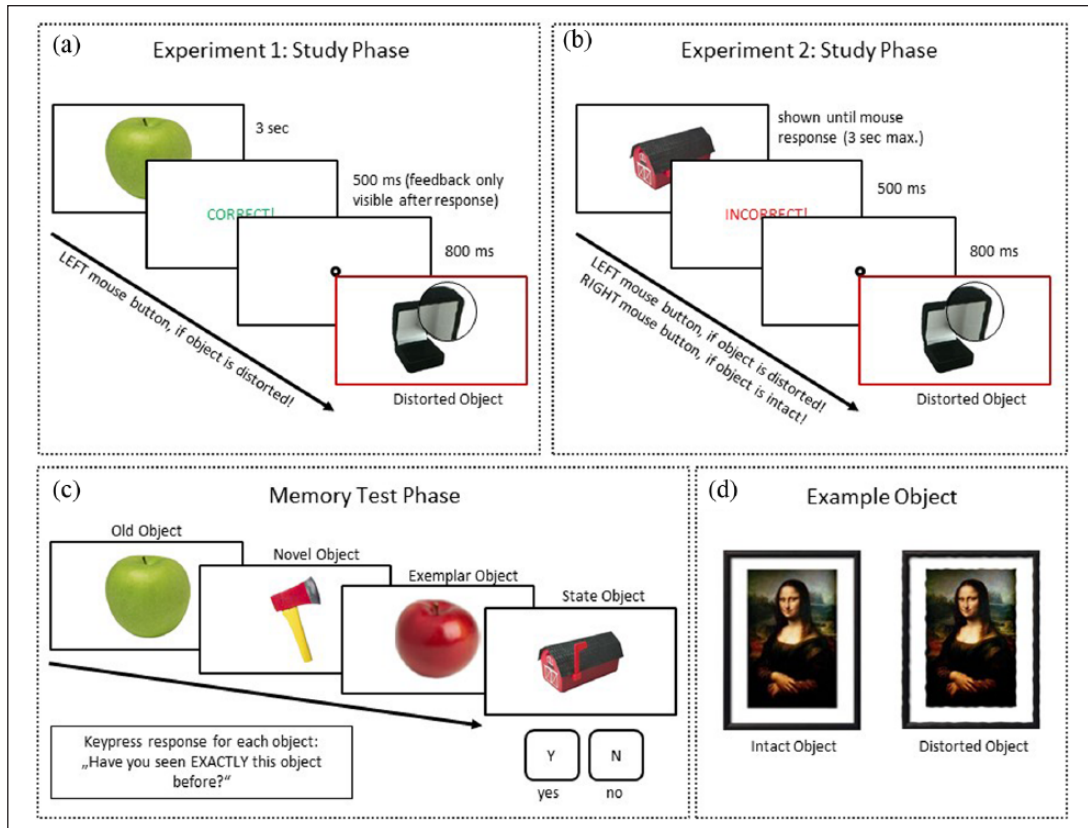 (a)
Experiment 1: Study Phase
3 sec
500 ms (feedback only
visible after response)
CORRECT!
800 ms
LEFT mouse button, if object is distorted!
Distorted Object
(b)
Experiment 2: Study Phase
shown until mouse
response (3 sec max.)
500 ms
INCORRECT!
800 ms
LEFT mouse button, if object is distorted!
RIGHT mouse button, if object is intact!
Distorted Object
(c)
Memory Test Phase
Old Object
Novel Object
Exemplar Object
State Object
Keypress response for each object:
„Have you seen EXACTLY this object
before?“
Y
N
yes
no
(d)
Example Object
Intact Object
Distorted Object